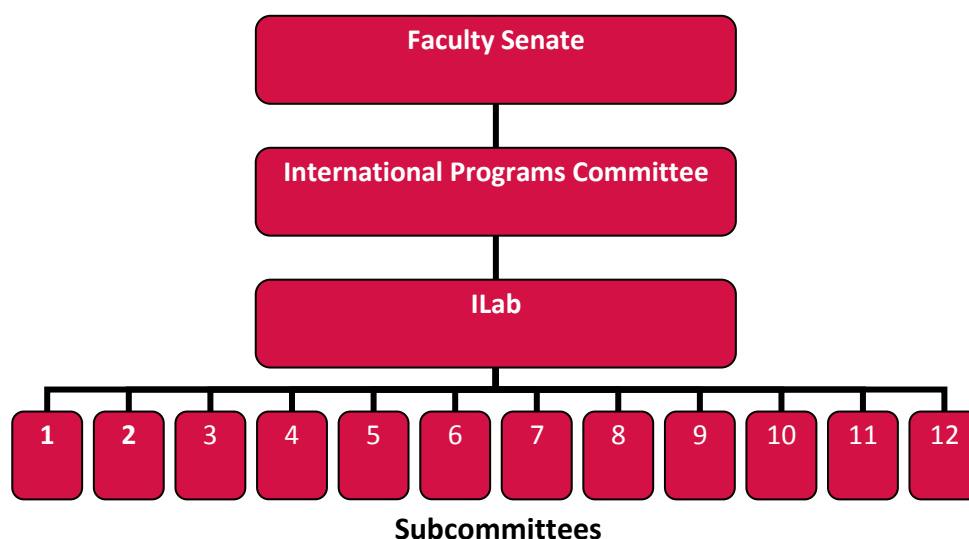 Faculty Senate
International Programs Committee
ILab
1 2 3 4 5 6 7 8 9 10 11 12
Subcommittees